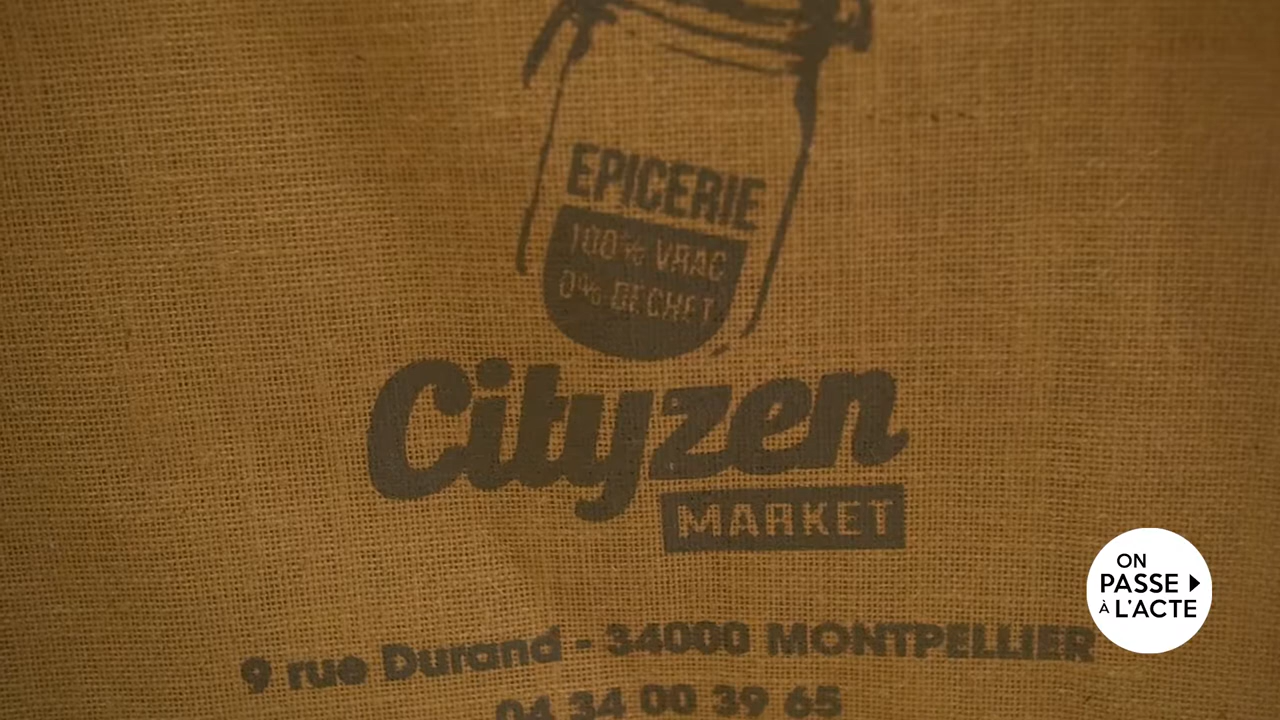 EPICERIE
100% VRAC
0% DECHET
Cityzen
MARKET
9 rue Durand - 34000 MONTPELLIER
04 34 00 39 65
ON
PASSE
À L'ACTE